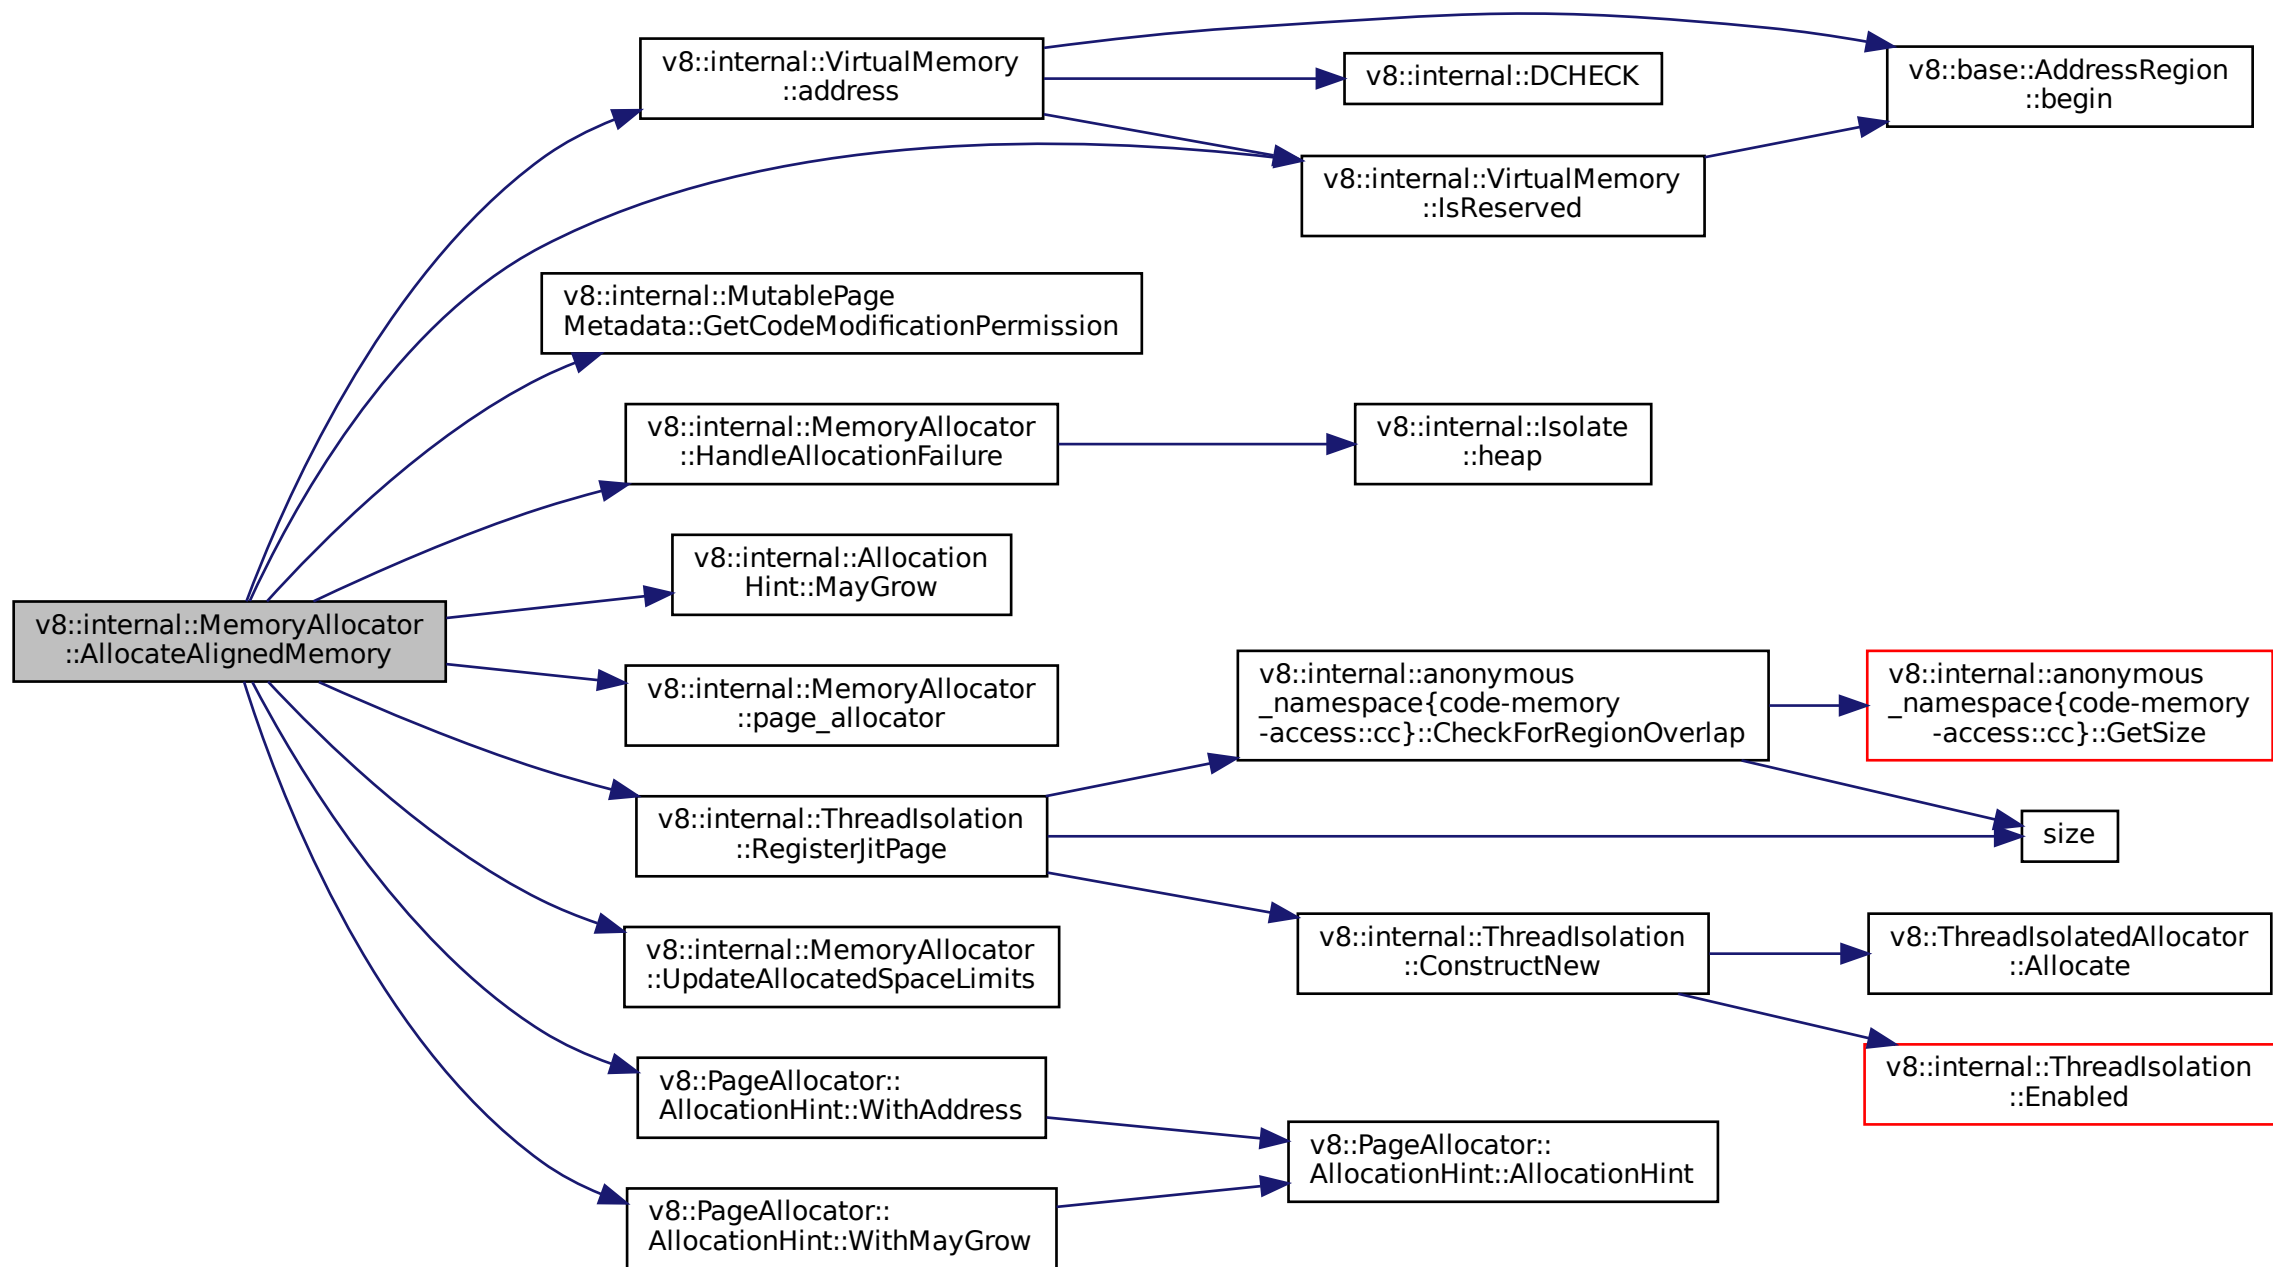 v8::internal::VirtualMemory
::address
v8::internal::DCHECK
v8::base::AddressRegion
::begin
v8::internal::VirtualMemory
::IsReserved
v8::internal::MutablePage
Metadata::GetCodeModificationPermission
v8::internal::MemoryAllocator
::HandleAllocationFailure
v8::internal::Isolate
::heap
v8::internal::Allocation
Hint::MayGrow
v8::internal::MemoryAllocator
::AllocateAlignedMemory
v8::internal::MemoryAllocator
::page_allocator
v8::internal::anonymous
_namespace{code-memory
-access::cc}::CheckForRegionOverlap
v8::internal::anonymous
_namespace{code-memory
-access::cc}::GetSize
v8::internal::ThreadIsolation
::RegisterJitPage
size
v8::internal::MemoryAllocator
::UpdateAllocatedSpaceLimits
v8::internal::ThreadIsolation
::ConstructNew
v8::ThreadIsolatedAllocator
::Allocate
v8::internal::ThreadIsolation
::Enabled
v8::PageAllocator::
AllocationHint::WithAddress
v8::PageAllocator::
AllocationHint::AllocationHint
v8::PageAllocator::
AllocationHint::WithMayGrow